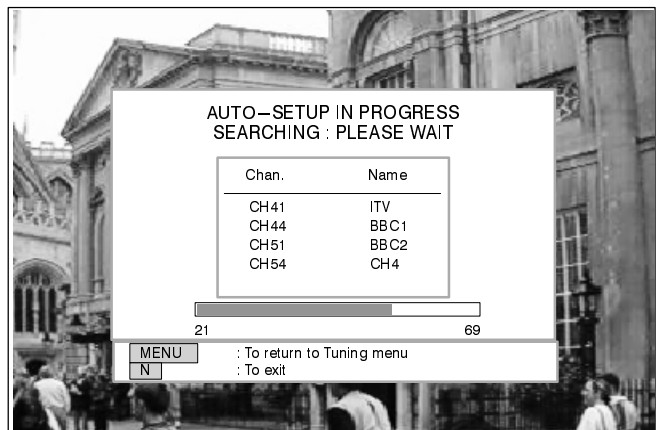 AUTO–SETUP IN PROGRESS
SEARCHING : PLEASE WAIT
Chan. Name
CH41 ITV
CH44 BBC1
CH51 BBC2
CH54 CH4
21 69
MENU : To return to Tuning menu
N : To exit